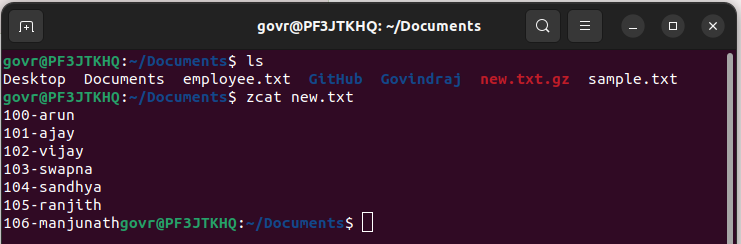 govr@PF3JTKHQ: ~/Documents
govr@PF3JTKHQ:~/Documents$ ls
Desktop  Documents  employee.txt  GitHub  Govindraj  new.txt.gz  sample.txt
govr@PF3JTKHQ:~/Documents$ zcat new.txt
100-arun
101-ajay
102-vijay
103-swapna
104-sandhya
105-ranjith
106-manjunathgovr@PF3JTKHQ:~/Documents$